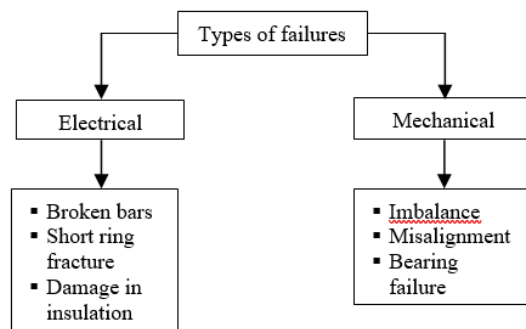 Types of failures
Electrical
Mechanical
▪ Broken bars
▪ Short ring
fracture
▪ Damage in
insulation
▪ Imbalance
▪ Misalignment
▪ Bearing
failure